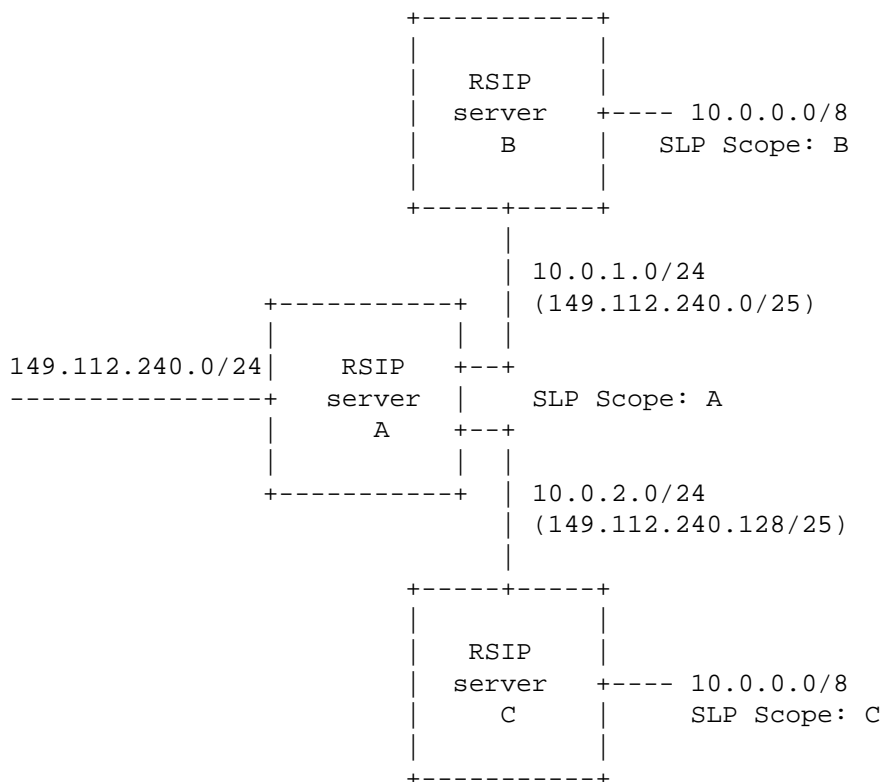 RSIP
server
B
10.0.0.0/8
SLP Scope: B
10.0.1.0/24
(149.112.240.0/25)
149.112.240.0/24
RSIP
server
A
SLP Scope: A
10.0.2.0/24
(149.112.240.128/25)
RSIP
server
C
10.0.0.0/8
SLP Scope: C